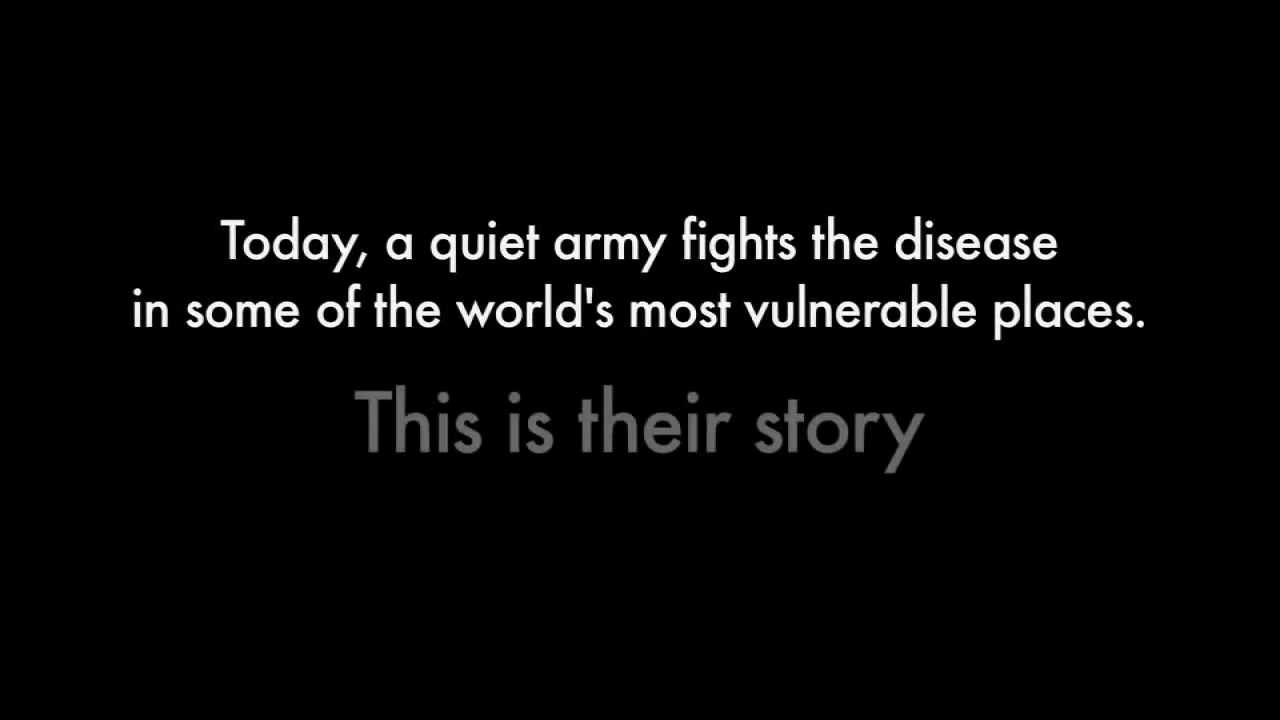 Today, a quiet army fights the disease
in some of the world's most vulnerable places.
This is their story